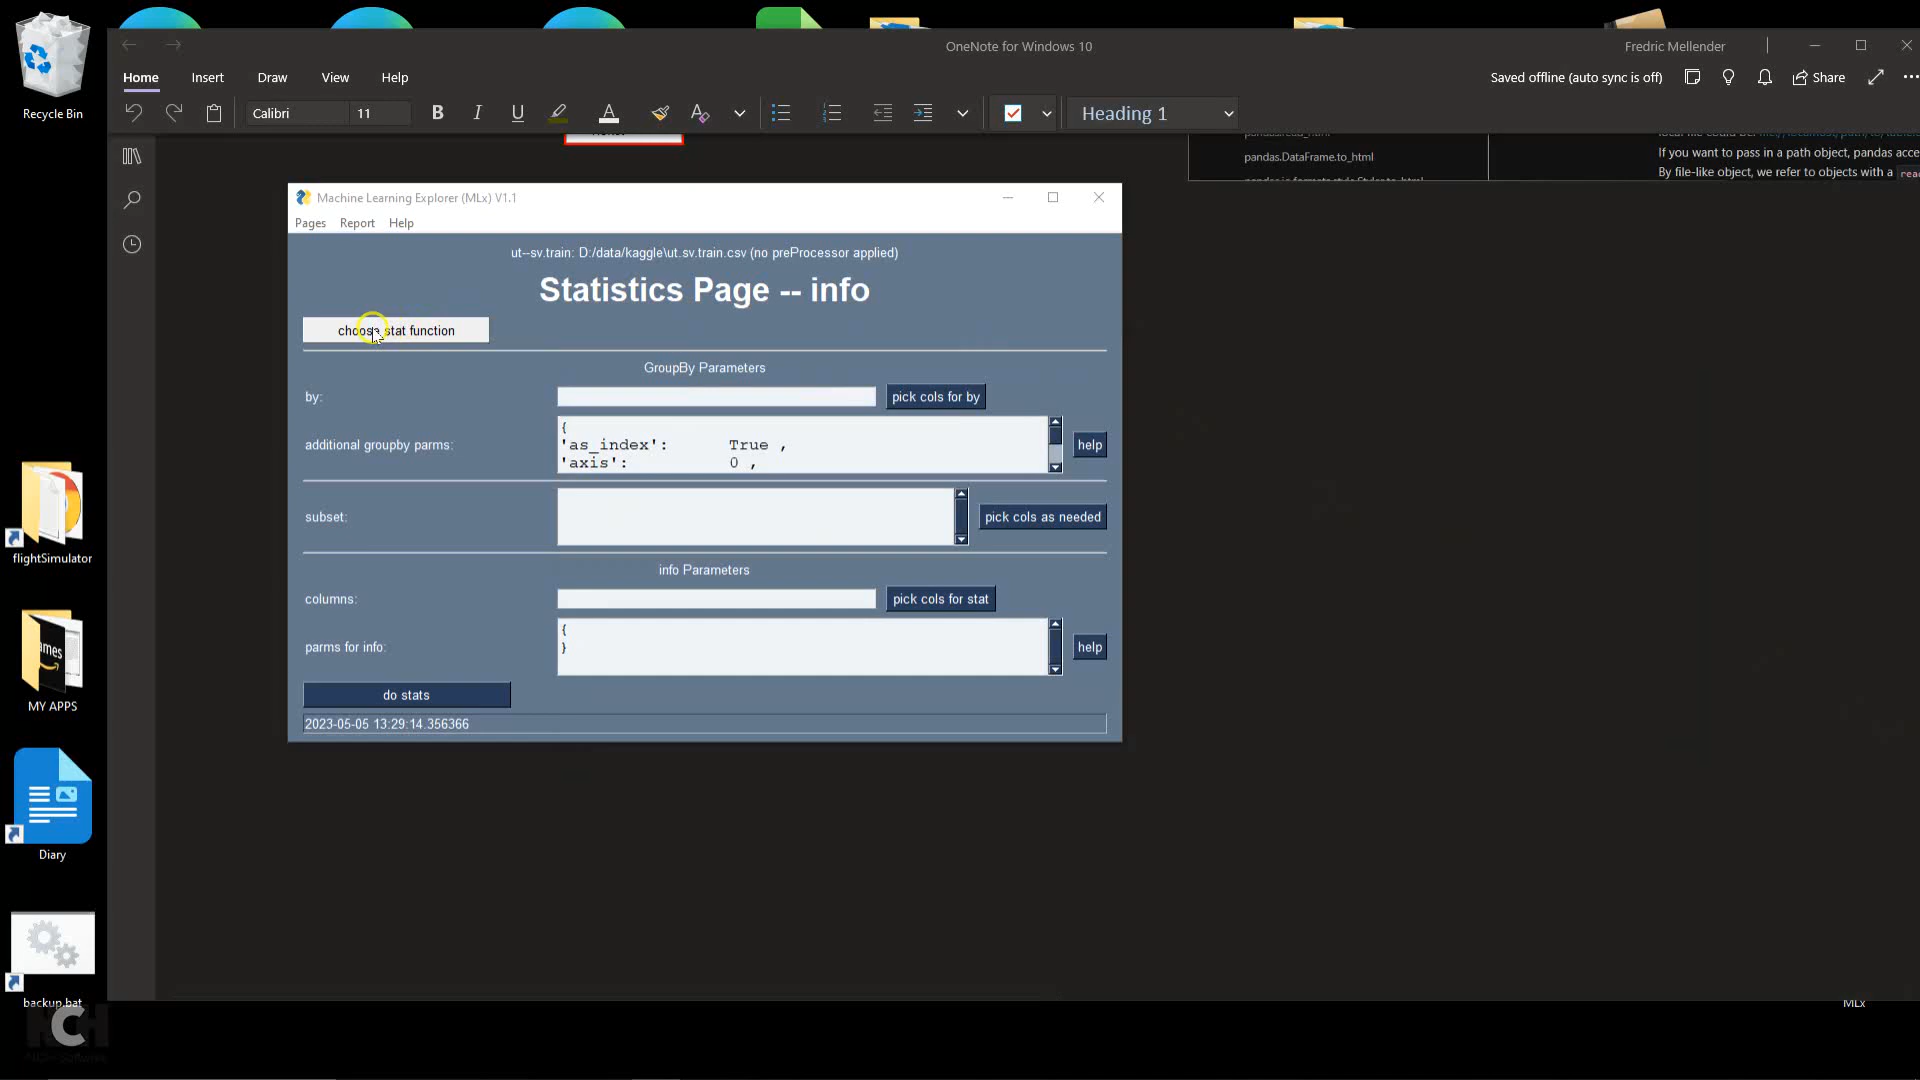 Recycle Bin
flightSimulator
ames
MY APPS
Diary
backup.bat
OneNote for Windows 10
Fredric Mellender
Home Insert Draw View Help
Saved offline (auto sync is off)
Share
Calibri 11
B I U A A
Heading 1
pandas.DataFrame.to_html
If you want to pass in a path object, pandas acce
By file-like object, we refer to objects with a rea
Machine Learning Explorer (MLx) V1.1
Pages Report Help
ut--sv.train: D:/data/kaggle\ut.sv.train.csv (no preProcessor applied)
Statistics Page -- info
choose stat function
GroupBy Parameters
by: pick cols for by
additional groupby parms:
{
'as_index': True ,
'axis': 0 ,
help
subset: pick cols as needed
info Parameters
columns: pick cols for stat
parms for info:
{
}
help
do stats
2023-05-05 13:29:14.356366
MLx